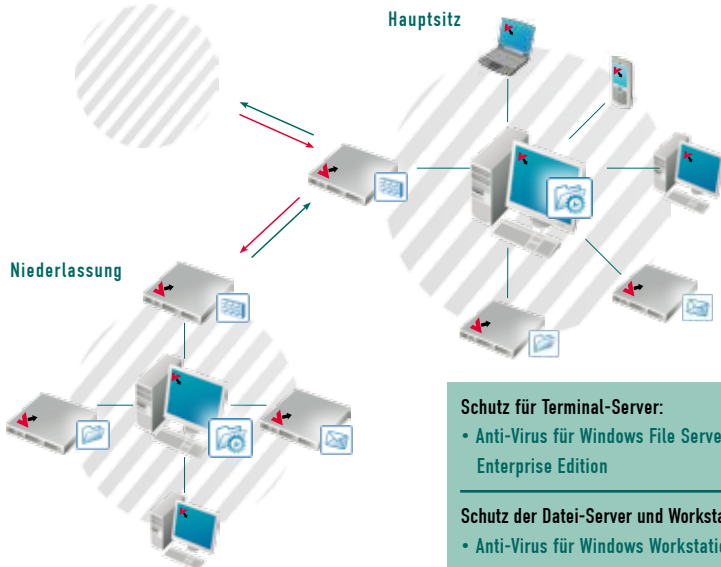 Hauptsitz
Niederlassung
Schutz für Terminal-Server:
• Anti-Virus für Windows File Serve
Enterprise Edition
Schutz der Datei-Server und Worksta
• Anti-Virus für Windows Workstatio